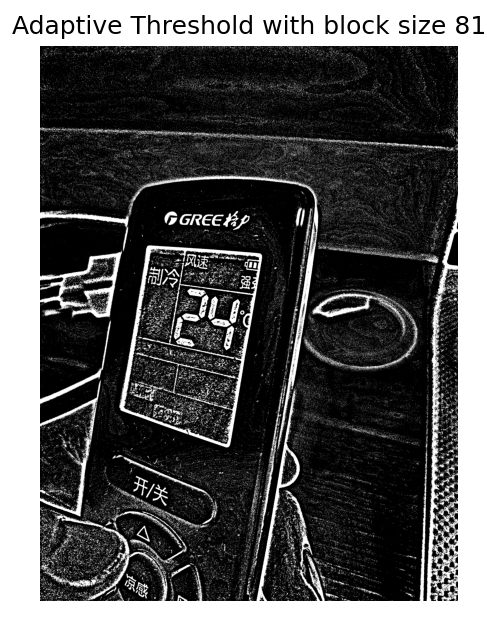 Adaptive Threshold with block size 81
GREE格力
制冷
风速
强
24℃
开/关
凉感